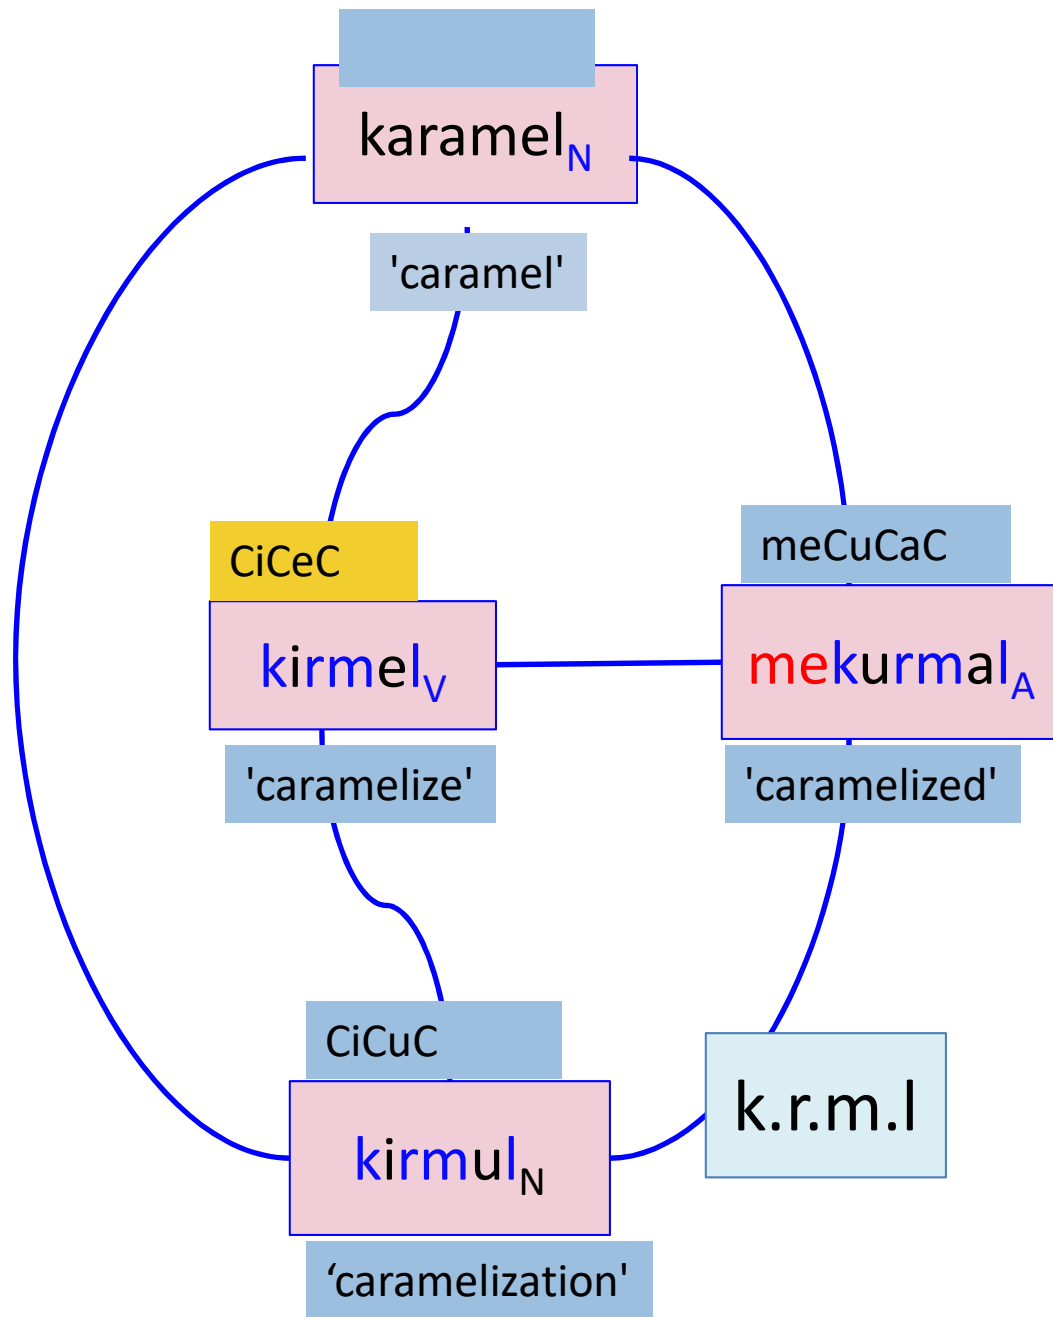 karamelN
'caramel'
CiCeC
kirmelV
'caramelize'
meCuCaC
mekurmalA
'caramelized'
CiCuC
kirmulN
‘caramelization'
k.r.m.l